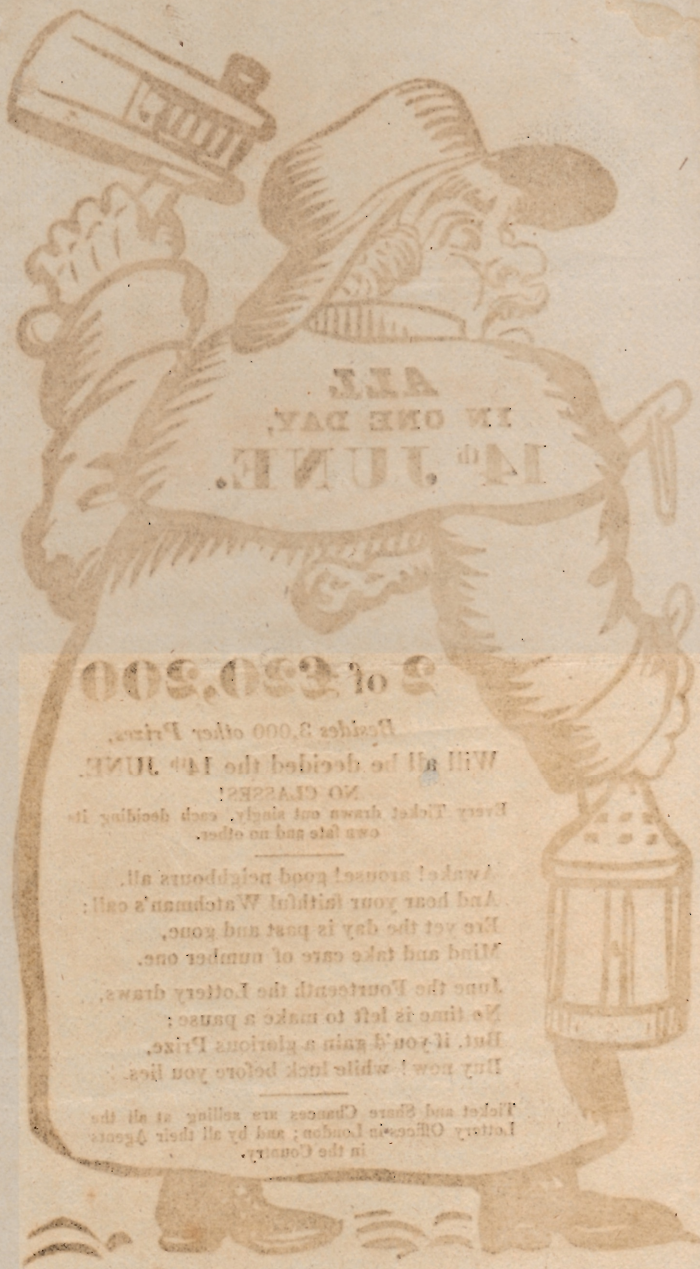 ALL
IN ONE DAY,
14th JUNE.
2 of £20,200
Besides 3,000 other Prizes,
Will all be decided the 14th JUNE.
NO CLASSES!
Every Ticket drawn out singly, each deciding its
own fate and no other.
Awake! arouse! good neighbours all,
And hear your faithful Watchman's call;
Ere yet the day is past and gone,
Mind and take care of number one.
June the Fourteenth the Lottery draws,
No time is left to make a pause;
But, if you'd gain a glorious Prize,
Buy now! while luck before you lies.
Ticket and Share Chances are selling at all the
Lottery Offices in London; and by all their Agents
in the Country.